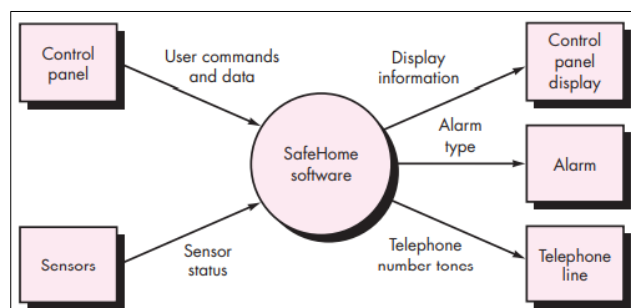 Control
panel
User commands
and data
Display
information
Control
panel
display
SafeHome
software
Alarm
type
Alarm
Sensors
Sensor
status
Telephone
number tones
Telephone
line